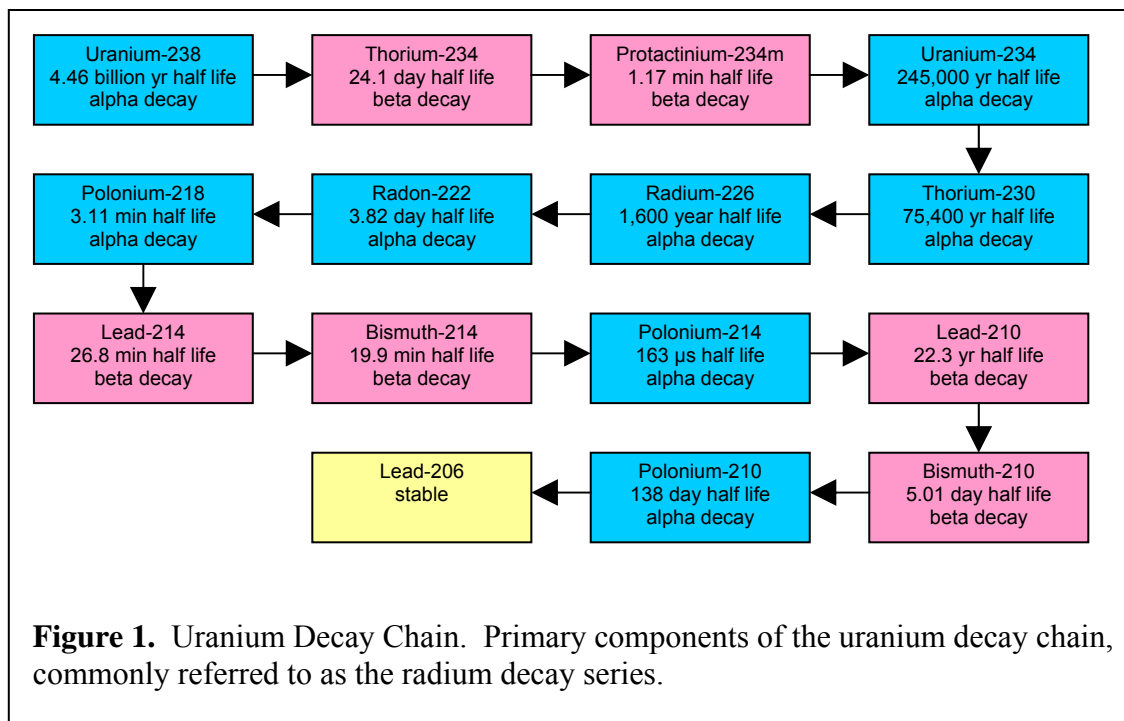 Uranium-238
4.46 billion yr half life
alpha decay
Thorium-234
24.1 day half life
beta decay
Protactinium-234m
1.17 min half life
beta decay
Uranium-234
245,000 yr half life
alpha decay
Polonium-218
3.11 min half life
alpha decay
Radon-222
3.82 day half life
alpha decay
Radium-226
1,600 year half life
alpha decay
Thorium-230
75,400 yr half life
alpha decay
Lead-214
26.8 min half life
beta decay
Bismuth-214
19.9 min half life
beta decay
Polonium-214
163 µs half life
alpha decay
Lead-210
22.3 yr half life
beta decay
Lead-206
stable
Polonium-210
138 day half life
alpha decay
Bismuth-210
5.01 day half life
beta decay
Figure 1. Uranium Decay Chain. Primary components of the uranium decay chain,
commonly referred to as the radium decay series.